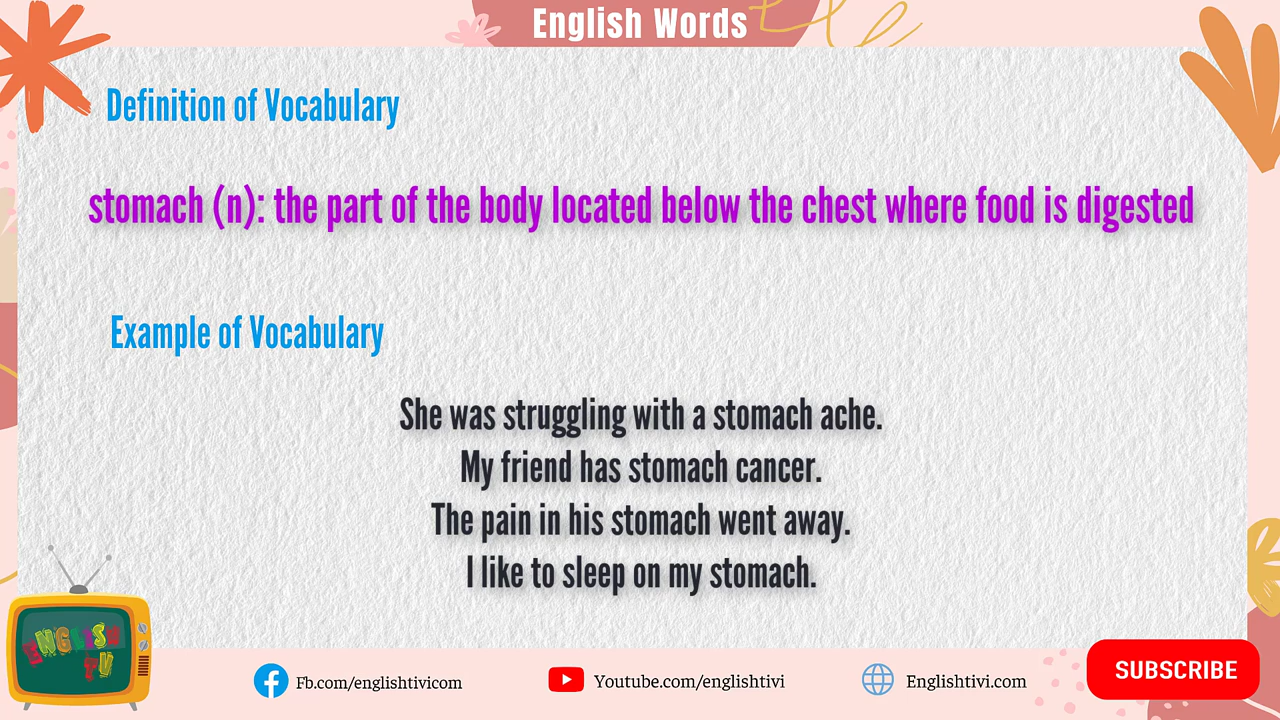 English Words
Definition of Vocabulary
stomach (n): the part of the body located below the chest where food is digested
Example of Vocabulary
She was struggling with a stomach ache.
My friend has stomach cancer.
The pain in his stomach went away.
I like to sleep on my stomach.
ENGLISH
TV
Fb.com/englishtivicom
Youtube.com/englishtivi
Englishtivi.com
SUBSCRIBE